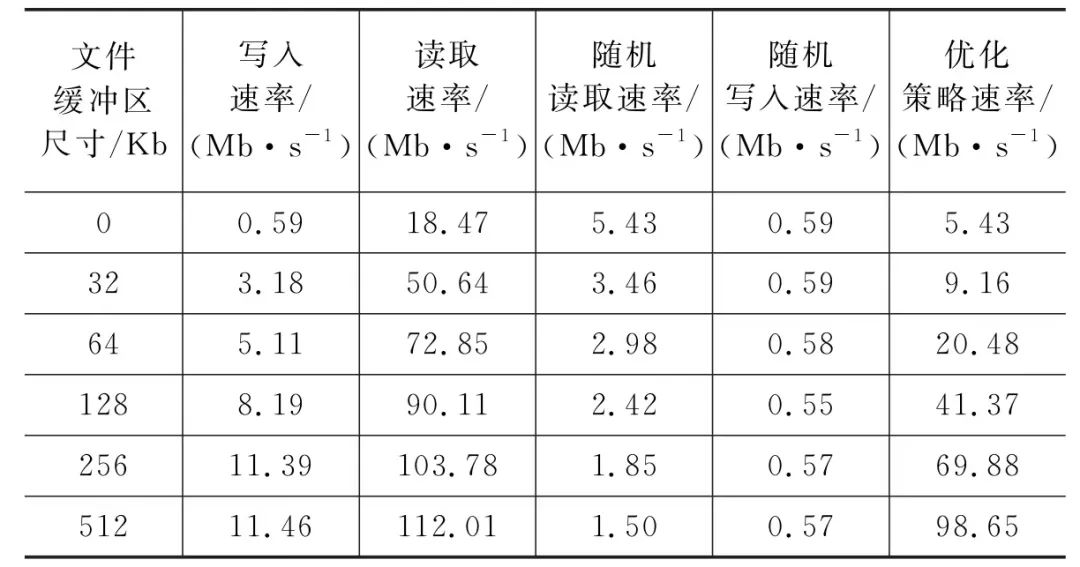 文件 写入 读取 随机 随机 优化
缓冲区 速率/ 速率/ 读取速率/ 写入速率/ 策略速率/
尺寸/Kb (Mb·s⁻¹) (Mb·s⁻¹) (Mb·s⁻¹) (Mb·s⁻¹) (Mb·s⁻¹)
0 0.59 18.47 5.43 0.59 5.43
32 3.18 50.64 3.46 0.59 9.16
64 5.11 72.85 2.98 0.58 20.48
128 8.19 90.11 2.42 0.55 41.37
256 11.39 103.78 1.85 0.57 69.88
512 11.46 112.01 1.50 0.57 98.65